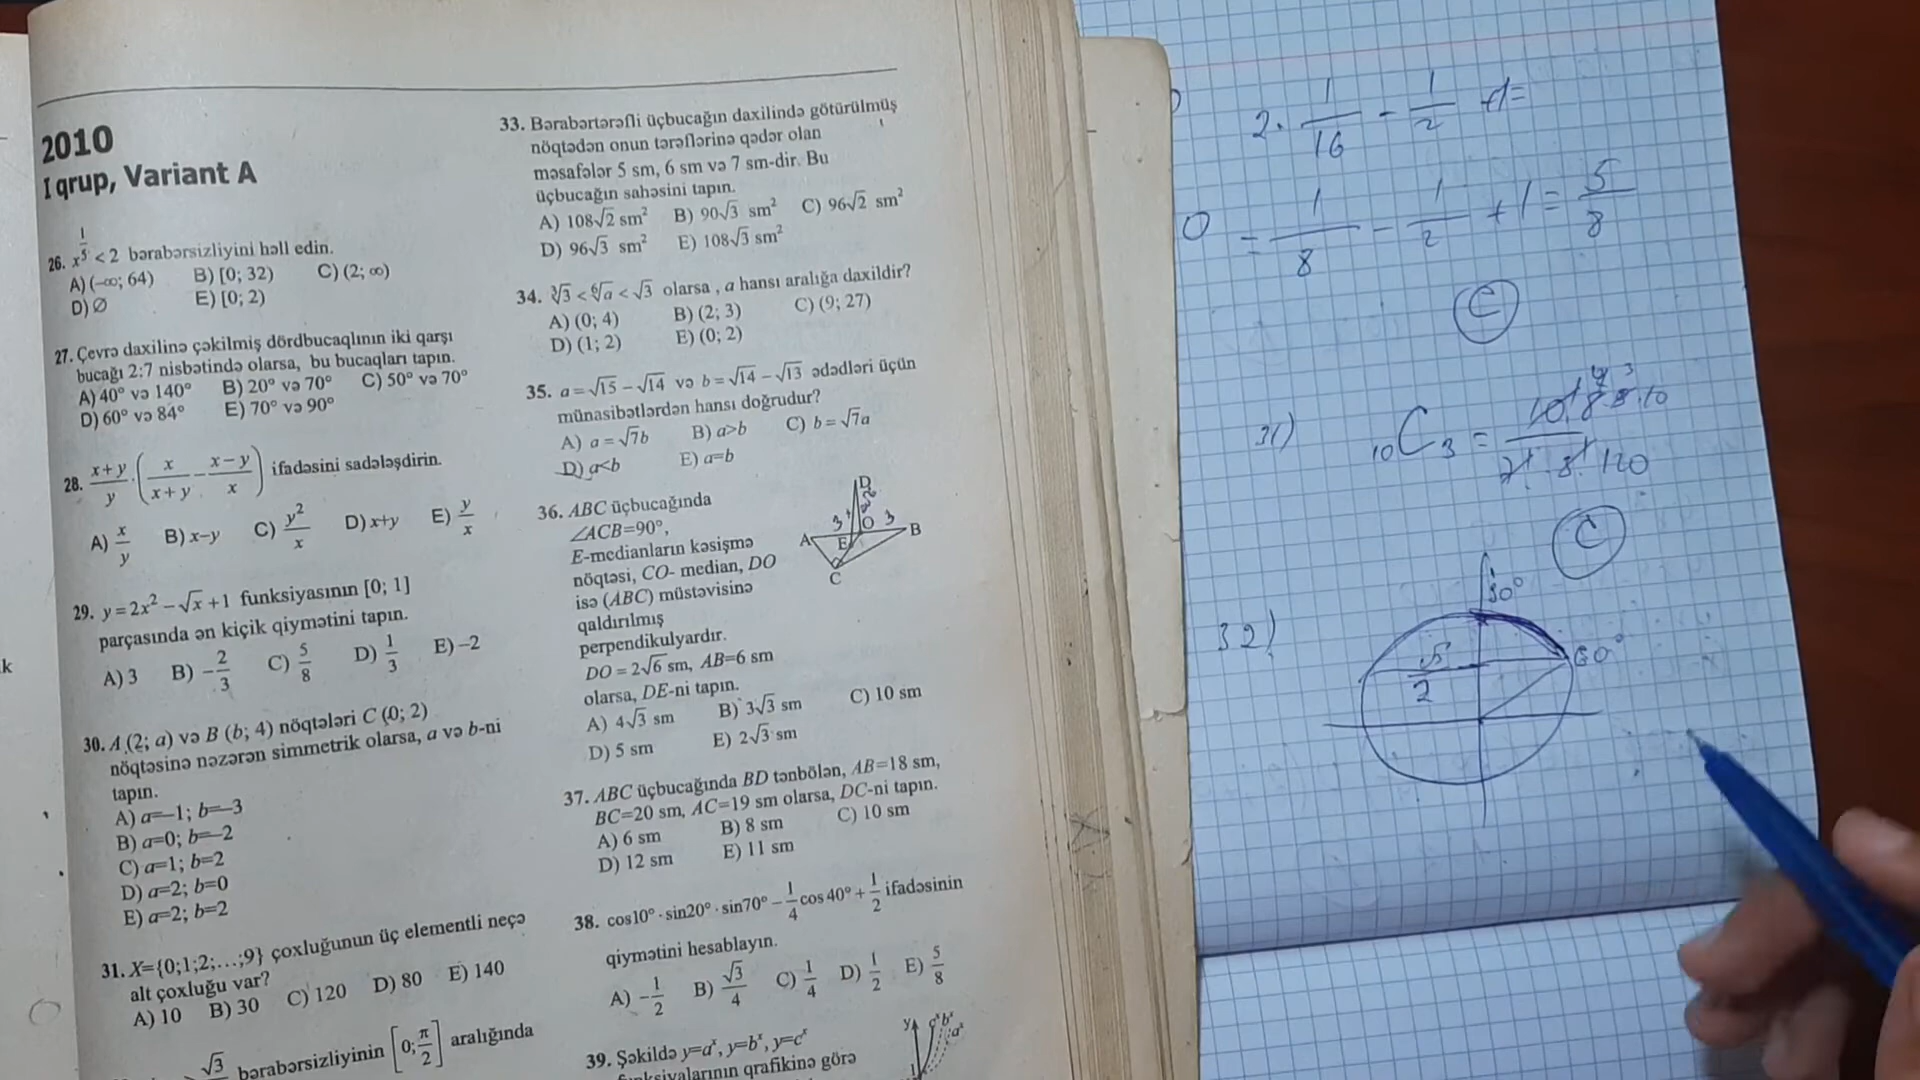 2010
I qrup, Variant A
26. x^{1/5} < 2 bərabərsizliyini həll edin.
A) (–∞; 64) B) [0; 32) C) (2; ∞)
D) ∅ E) [0; 2)
27. Çevrə daxilinə çəkilmiş dördbucaqlının iki qarşı
bucağı 2:7 nisbətində olarsa, bu bucaqları tapın.
A) 40° və 140° B) 20° və 70° C) 50° və 70°
D) 60° və 84° E) 70° və 90°
28. (x+y)/y · (x/(x+y) – (x–y)/x) ifadəsini sadələşdirin.
A) x/y B) x–y C) y²/x D) x+y E) y/x
29. y = 2x² – √x + 1 funksiyasının [0; 1]
parçasında ən kiçik qiymətini tapın.
A) 3 B) –2/3 C) 5/8 D) 1/3 E) –2
30. A (2; a) və B (b; 4) nöqtələri C (0; 2)
nöqtəsinə nəzərən simmetrik olarsa, a və b-ni
tapın.
A) a=–1; b=–3
B) a=0; b=–2
C) a=1; b=2
D) a=2; b=0
E) a=2; b=2
31. X={0;1;2;...;9} çoxluğunun üç elementli neçə
alt çoxluğu var?
A) 10 B) 30 C) 120 D) 80 E) 140
√3 bərabərsizliyinin [0; π/2] aralığında
33. Bərabərtərəfli üçbucağın daxilində götürülmüş
nöqtədən onun tərəflərinə qədər olan
məsafələr 5 sm, 6 sm və 7 sm-dir. Bu
üçbucağın sahəsini tapın.
A) 108√2 sm² B) 90√3 sm² C) 96√2 sm²
D) 96√3 sm² E) 108√3 sm²
34. ∛3 < ⁶√a < √3 olarsa , a hansı aralığa daxildir?
A) (0; 4) B) (2; 3) C) (9; 27)
D) (1; 2) E) (0; 2)
35. a = √15 – √14 və b = √14 – √13 ədədləri üçün
münasibətlərdən hansı doğrudur?
A) a = √7b B) a>b C) b = √7a
D) a<b E) a=b
36. ABC üçbucağında
∠ACB=90°,
E-medianların kəsişmə
nöqtəsi, CO- median, DO
isə (ABC) müstəvisinə
qaldırılmış
perpendikulyardır.
DO = 2√6 sm, AB=6 sm
olarsa, DE-ni tapın.
A) 4√3 sm B) 3√3 sm C) 10 sm
D) 5 sm E) 2√3 sm
D
3 O 3
A E B
C
37. ABC üçbucağında BD tənbölən, AB=18 sm,
BC=20 sm, AC=19 sm olarsa, DC-ni tapın.
A) 6 sm B) 8 sm C) 10 sm
D) 12 sm E) 11 sm
38. cos10° · sin20° · sin70° – 1/4 cos 40° + 1/2 ifadəsinin
qiymətini hesablayın.
A) –1/2 B) √3/4 C) 1/4 D) 1/2 E) 5/8
39. Şəkildə y=aˣ, y=bˣ, y=cˣ
funksiyalarının qrafikinə görə
y cˣ bˣ aˣ
2 · 1/16 – 1/2 + 1 =
= 1/8 – 1/2 + 1 = 5/8
C
31) ₁₀C₃ =
120
C
32)
60°
2